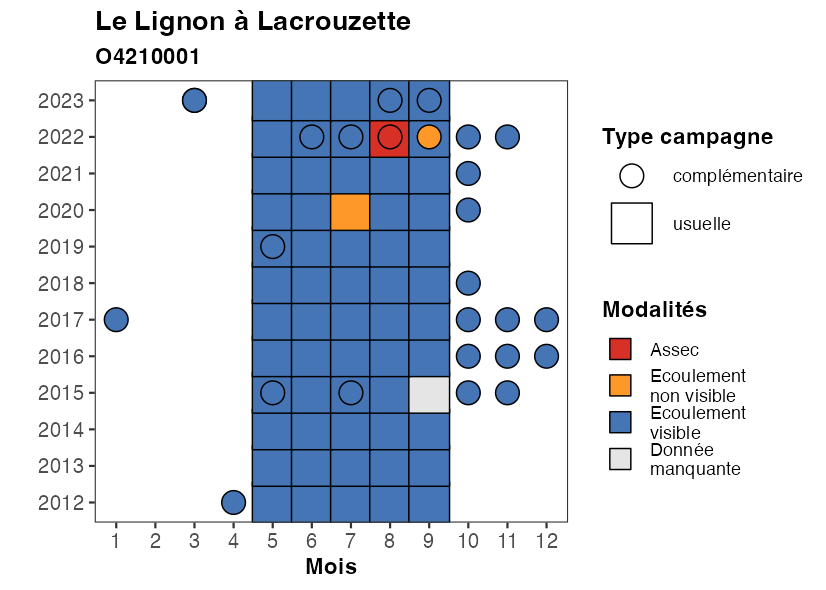 Le Lignon à Lacrouzette
O4210001
2023
2022
2021
2020
2019
2018
2017
2016
2015
2014
2013
2012
1 2 3 4 5 6 7 8 9 10 11 12
Mois
Type campagne
complémentaire
usuelle
Modalités
Assec
Ecoulement
non visible
Ecoulement
visible
Donnée
manquante